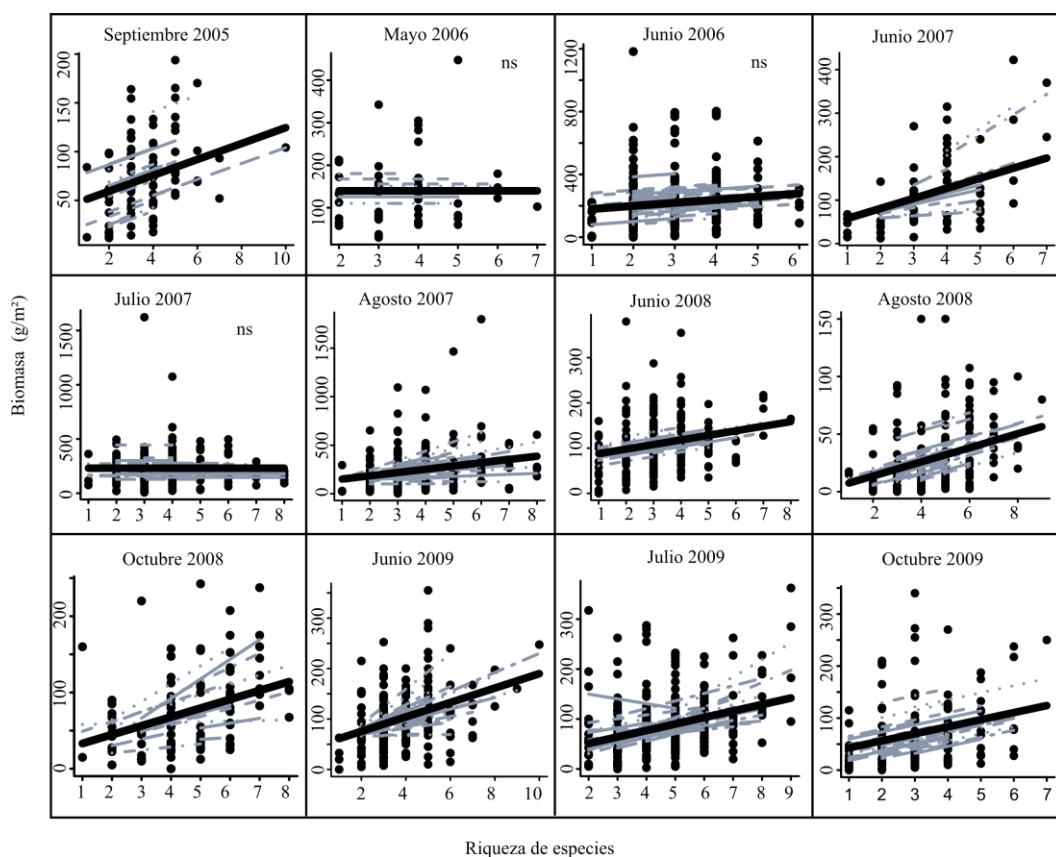 Septiembre 2005
Mayo 2006
Junio 2006
Junio 2007
ns
ns
200
150
100
50
2 4 6 8 10
400
300
200
100
2 3 4 5 6 7
1200
800
400
0
1 2 3 4 5 6
400
300
200
100
0
1 2 3 4 5 6 7
Biomasa (g/m²)
Julio 2007
Agosto 2007
Junio 2008
Agosto 2008
ns
1500
1000
500
0
1 2 3 4 5 6 7 8
1500
1000
500
0
1 2 3 4 5 6 7 8
300
200
100
0
1 2 3 4 5 6 7 8
150
100
50
0
2 4 6 8
Octubre 2008
Junio 2009
Julio 2009
Octubre 2009
200
100
0
1 2 3 4 5 6 7 8
300
200
100
0
2 4 6 8 10
300
200
100
0
2 3 4 5 6 7 8 9
300
200
100
0
1 2 3 4 5 6 7
Riqueza de especies